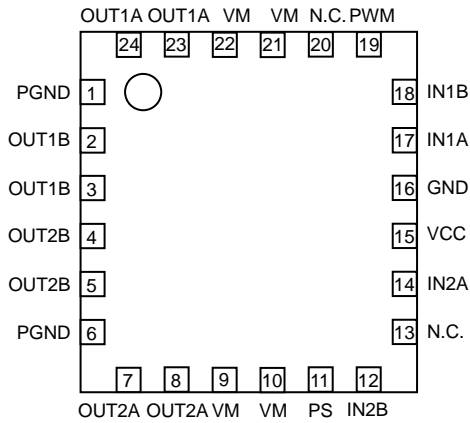 OUT1A OUT1A VM VM N.C. PWM
24 23 22 21 20 19
PGND 1 18 IN1B
OUT1B 2 17 IN1A
OUT1B 3 16 GND
OUT2B 4 15 VCC
OUT2B 5 14 IN2A
PGND 6 13 N.C.
7 8 9 10 11 12
OUT2A OUT2A VM VM PS IN2B